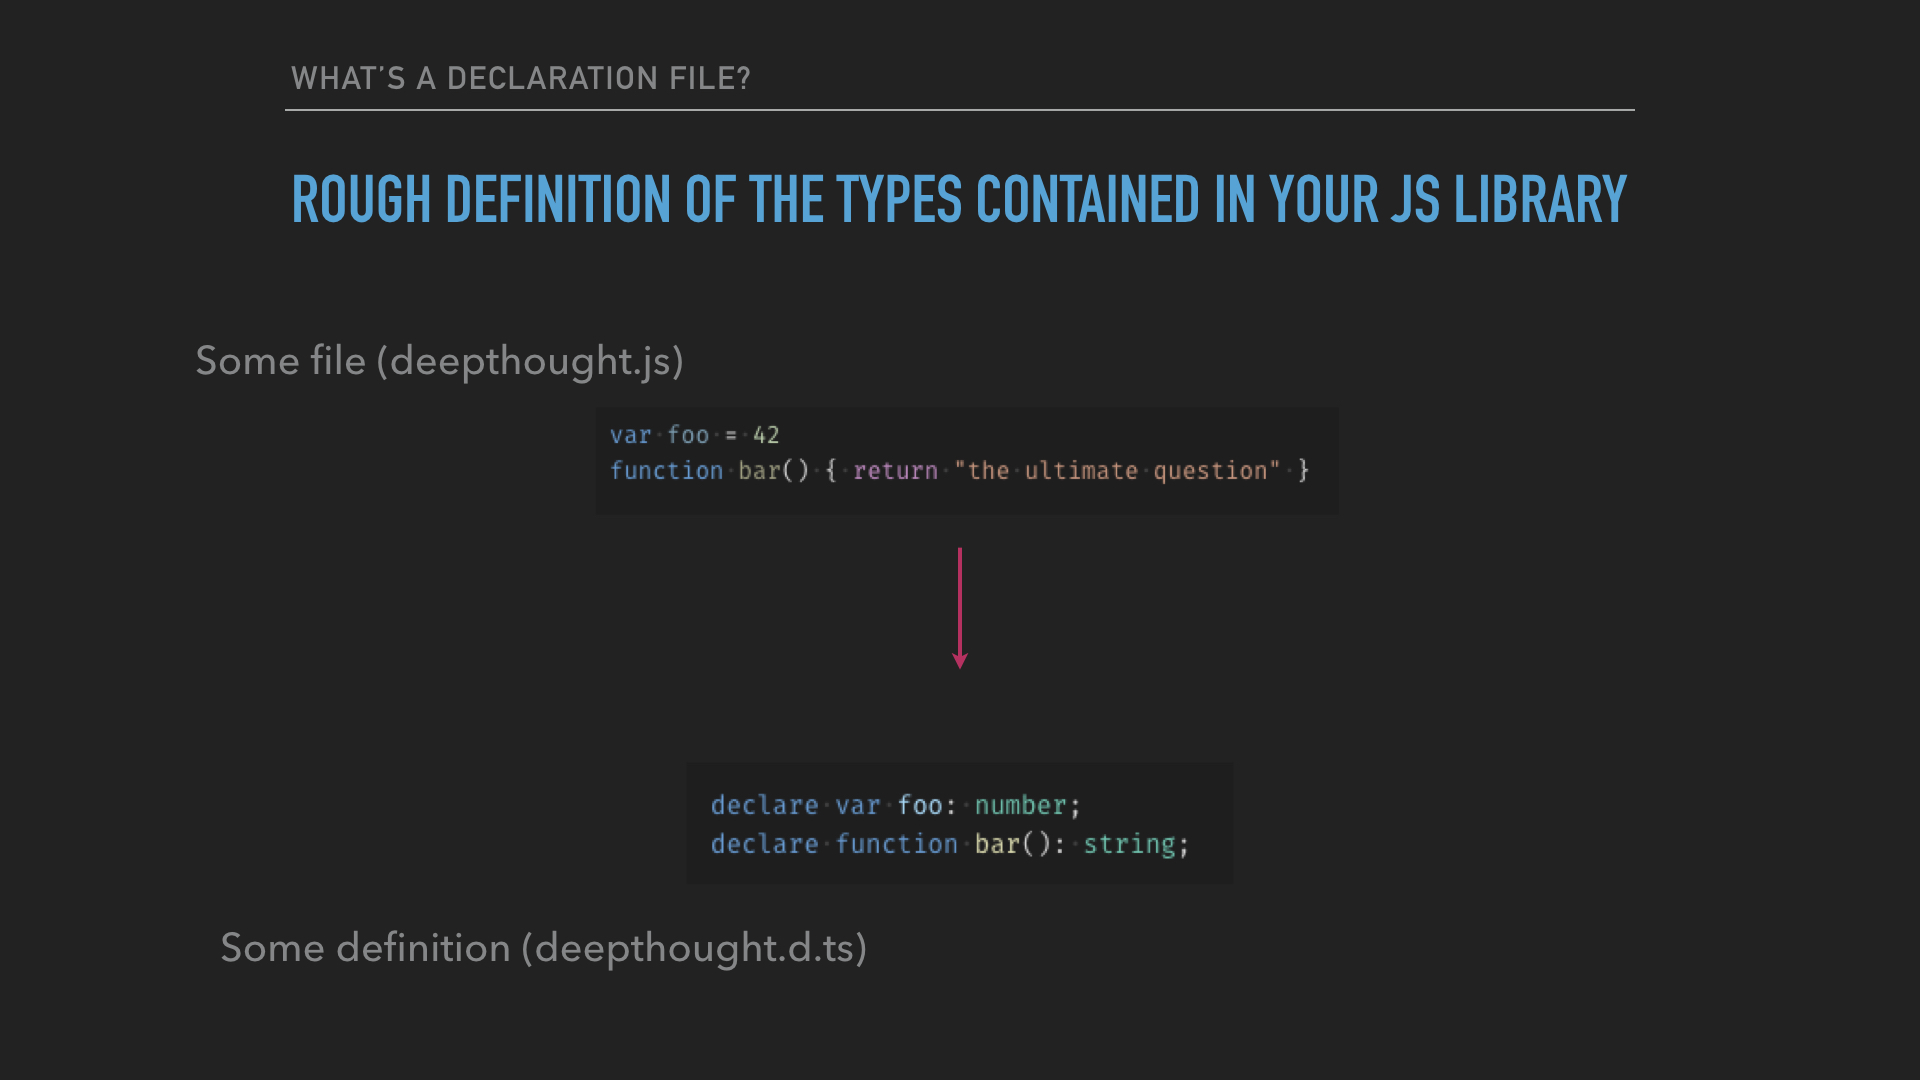 WHAT’S A DECLARATION FILE?
ROUGH DEFINITION OF THE TYPES CONTAINED IN YOUR JS LIBRARY
Some file (deepthought.js)
var foo = 42
function bar() { return "the ultimate question" }
declare var foo: number;
declare function bar(): string;
Some definition (deepthought.d.ts)